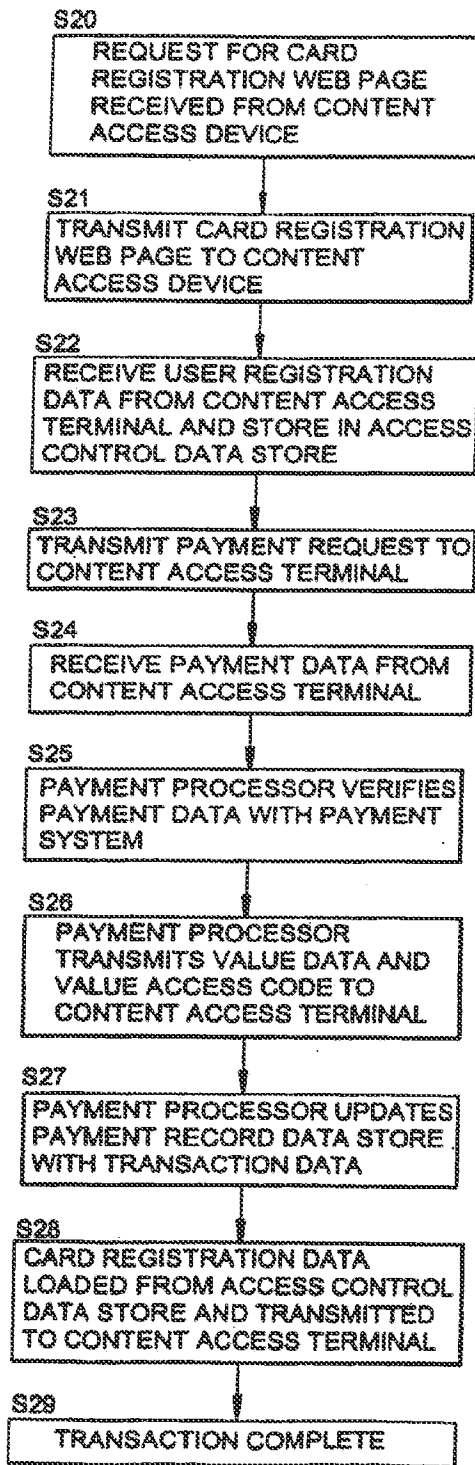 S20
REQUEST FOR CARD
REGISTRATION WEB PAGE
RECEIVED FROM CONTENT
ACCESS DEVICE
S21
TRANSMIT CARD REGISTRATION
WEB PAGE TO CONTENT
ACCESS DEVICE
S22
RECEIVE USER REGISTRATION
DATA FROM CONTENT ACCESS
TERMINAL AND STORE IN ACCESS
CONTROL DATA STORE
S23
TRANSMIT PAYMENT REQUEST TO
CONTENT ACCESS TERMINAL
S24
RECEIVE PAYMENT DATA FROM
CONTENT ACCESS TERMINAL
S25
PAYMENT PROCESSOR VERIFIES
PAYMENT DATA WITH PAYMENT
SYSTEM
S26
PAYMENT PROCESSOR
TRANSMITS VALUE DATA AND
VALUE ACCESS CODE TO
CONTENT ACCESS TERMINAL
S27
PAYMENT PROCESSOR UPDATES
PAYMENT RECORD DATA STORE
WITH TRANSACTION DATA
S28
CARD REGISTRATION DATA
LOADED FROM ACCESS CONTROL
DATA STORE AND TRANSMITTED
TO CONTENT ACCESS TERMINAL
S29
TRANSACTION COMPLETE